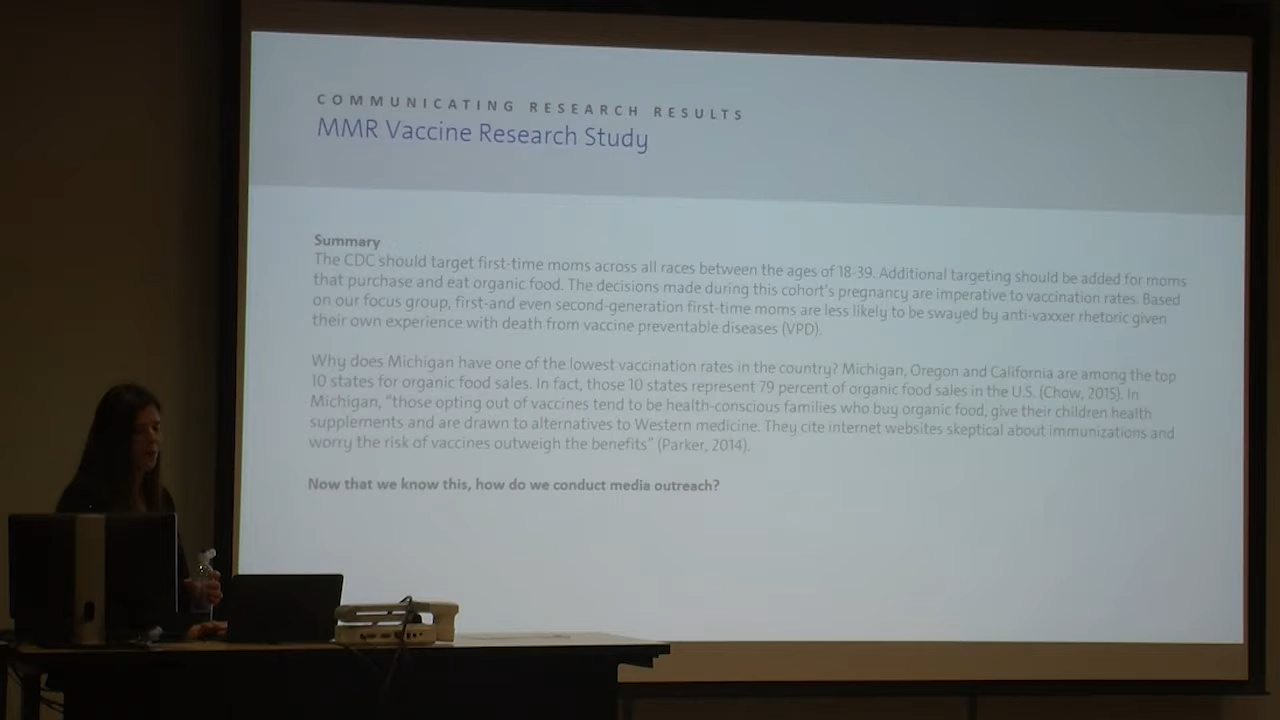 COMMUNICATING RESEARCH RESULTS
MMR Vaccine Research Study
Summary
The CDC should target first-time moms across all races between the ages of 18-39. Additional targeting should be added for moms
that purchase and eat organic food. The decisions made during this cohort's pregnancy are imperative to vaccination rates. Based
on our focus group, first-and even second-generation first-time moms are less likely to be swayed by anti-vaxxer rhetoric given
their own experience with death from vaccine preventable diseases (VPD).
Why does Michigan have one of the lowest vaccination rates in the country? Michigan, Oregon and California are among the top
10 states for organic food sales. In fact, those 10 states represent 79 percent of organic food sales in the U.S. (Chow, 2015). In
Michigan, "those opting out of vaccines tend to be health-conscious families who buy organic food, give their children health
supplements and are drawn to alternatives to Western medicine. They cite internet websites skeptical about immunizations and
worry the risk of vaccines outweigh the benefits" (Parker, 2014).
Now that we know this, how do we conduct media outreach?